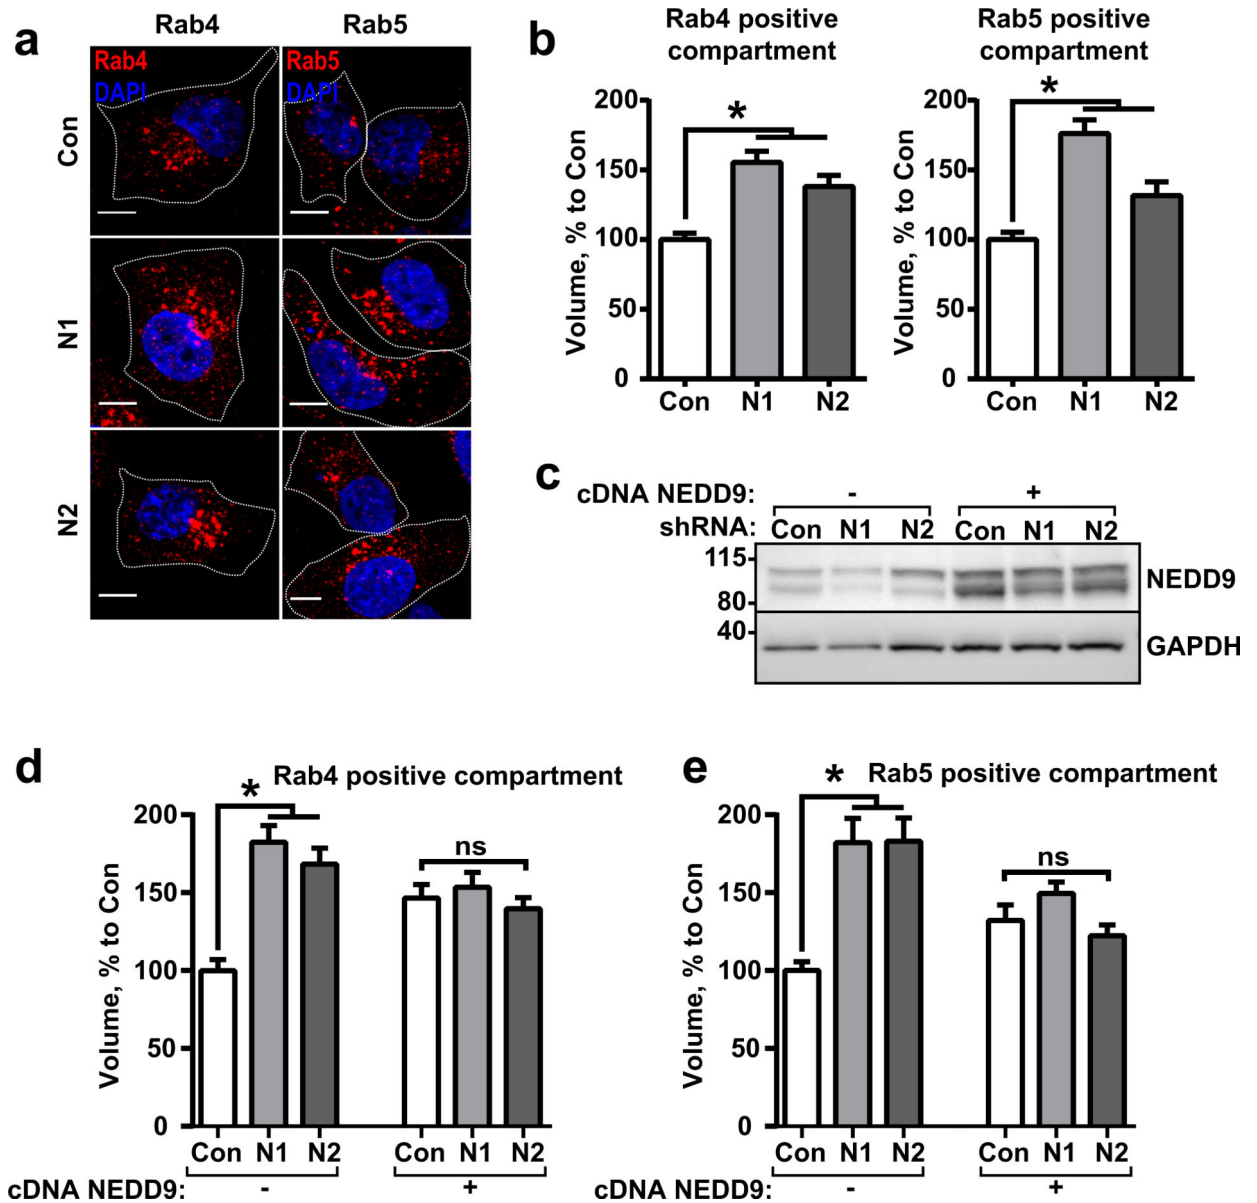 a
Rab4
Rab5
Con
Rab4
DAPI
Rab5
DAPI
N1
N2
b
Rab4 positive
compartment
Volume, % to Con
200
150
100
50
0
*
Con N1 N2
Rab5 positive
compartment
Volume, % to Con
200
150
100
50
0
*
Con N1 N2
c
cDNA NEDD9: - +
shRNA: Con N1 N2 Con N1 N2
115
80
40
NEDD9
GAPDH
d
Rab4 positive compartment
Volume, % to Con
200
150
100
50
0
*
ns
Con N1 N2 Con N1 N2
cDNA NEDD9: - +
e
Rab5 positive compartment
Volume, % to Con
200
150
100
50
0
*
ns
Con N1 N2 Con N1 N2
cDNA NEDD9: - +